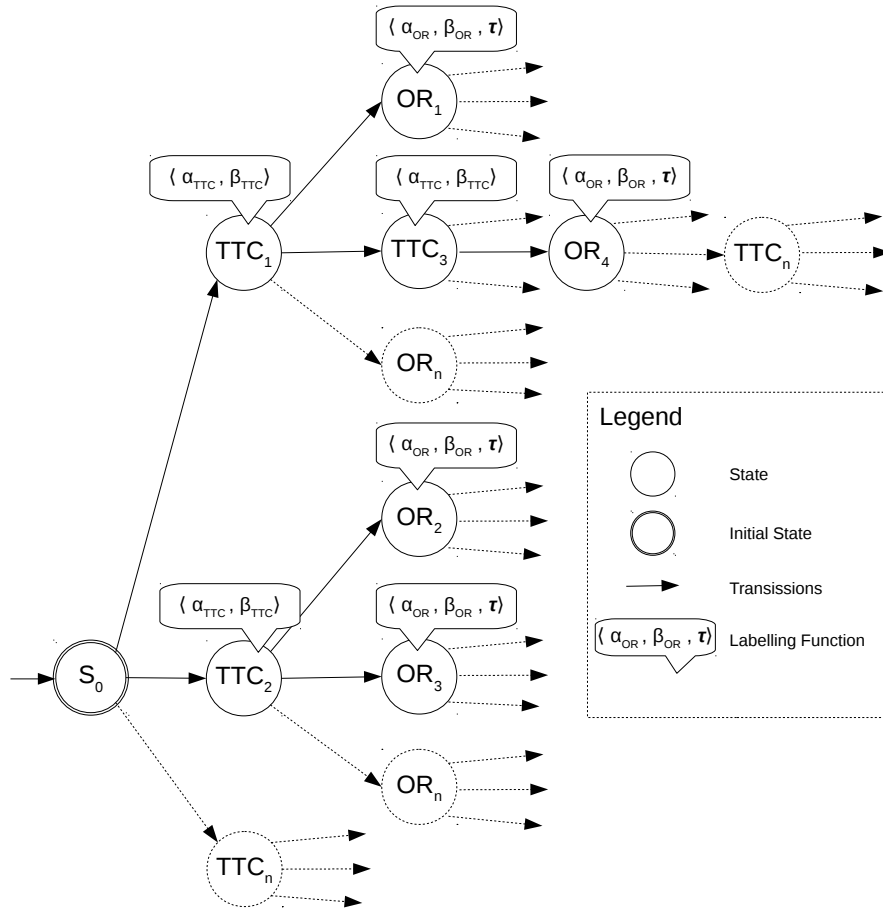 ⟨ α_OR , β_OR , τ⟩
OR_1
⟨ α_TTC , β_TTC⟩
⟨ α_TTC , β_TTC⟩
⟨ α_OR , β_OR , τ⟩
TTC_1
TTC_3
OR_4
TTC_n
OR_n
⟨ α_OR , β_OR , τ⟩
OR_2
⟨ α_TTC , β_TTC⟩
⟨ α_OR , β_OR , τ⟩
S_0
TTC_2
OR_3
OR_n
TTC_n
Legend
State
Initial State
Transissions
⟨ α_OR , β_OR , τ⟩ Labelling Function